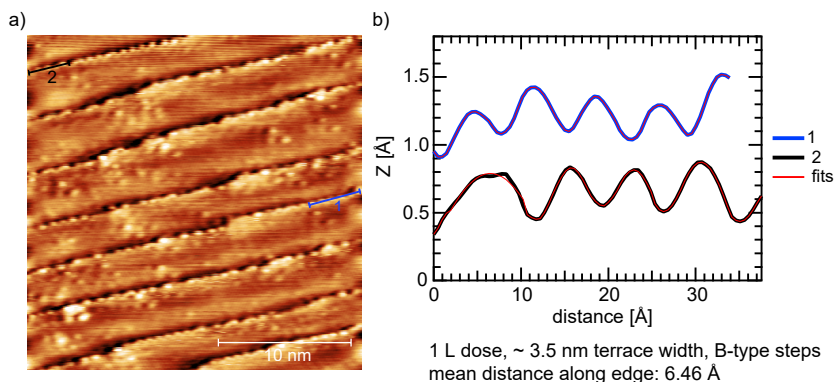 a)
2
1
10 nm
b)
Z [Å]
1.5
1.0
0.5
0
0
10
20
30
distance [Å]
1
2
fits
1 L dose, ~ 3.5 nm terrace width, B-type steps
mean distance along edge: 6.46 Å